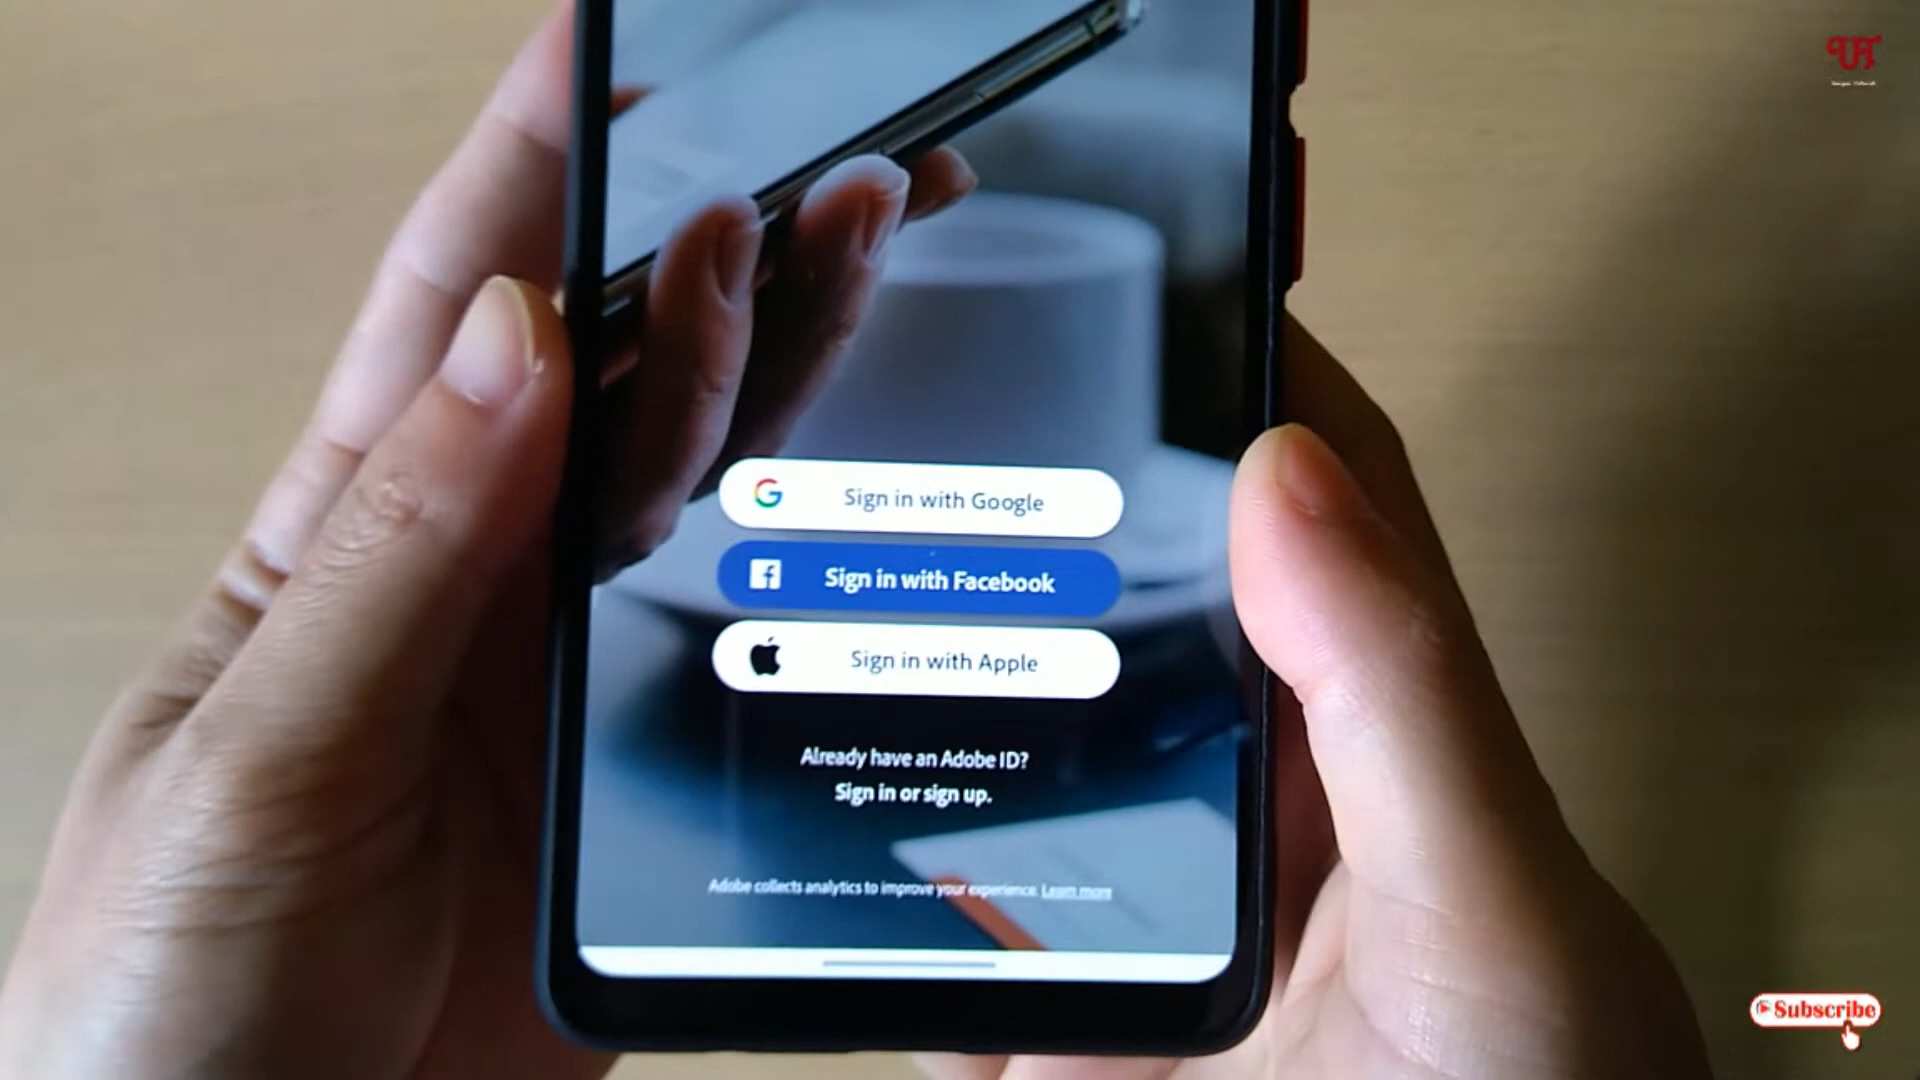 UT
Sign in with Google
Sign in with Facebook
Sign in with Apple
Already have an Adobe ID?
Sign in or sign up.
Adobe collects analytics to improve your experience. Learn more
Subscribe